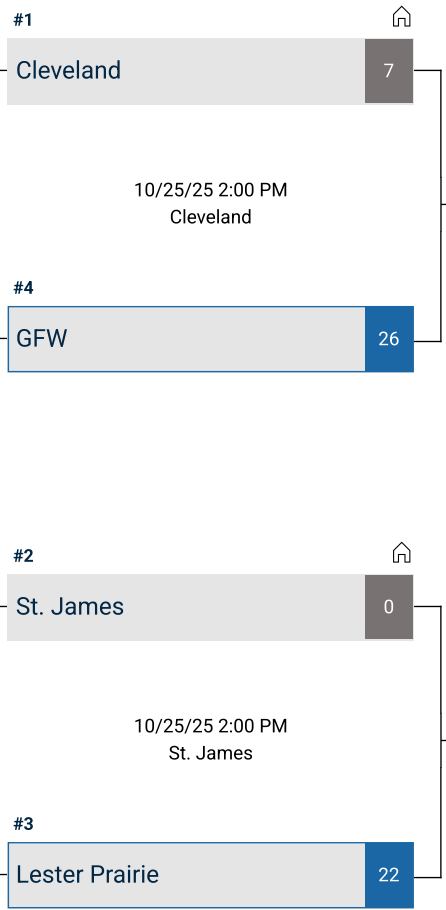 #1
Cleveland 7
10/25/25 2:00 PM
Cleveland
#4
GFW 26
#2
St. James 0
10/25/25 2:00 PM
St. James
#3
Lester Prairie 22